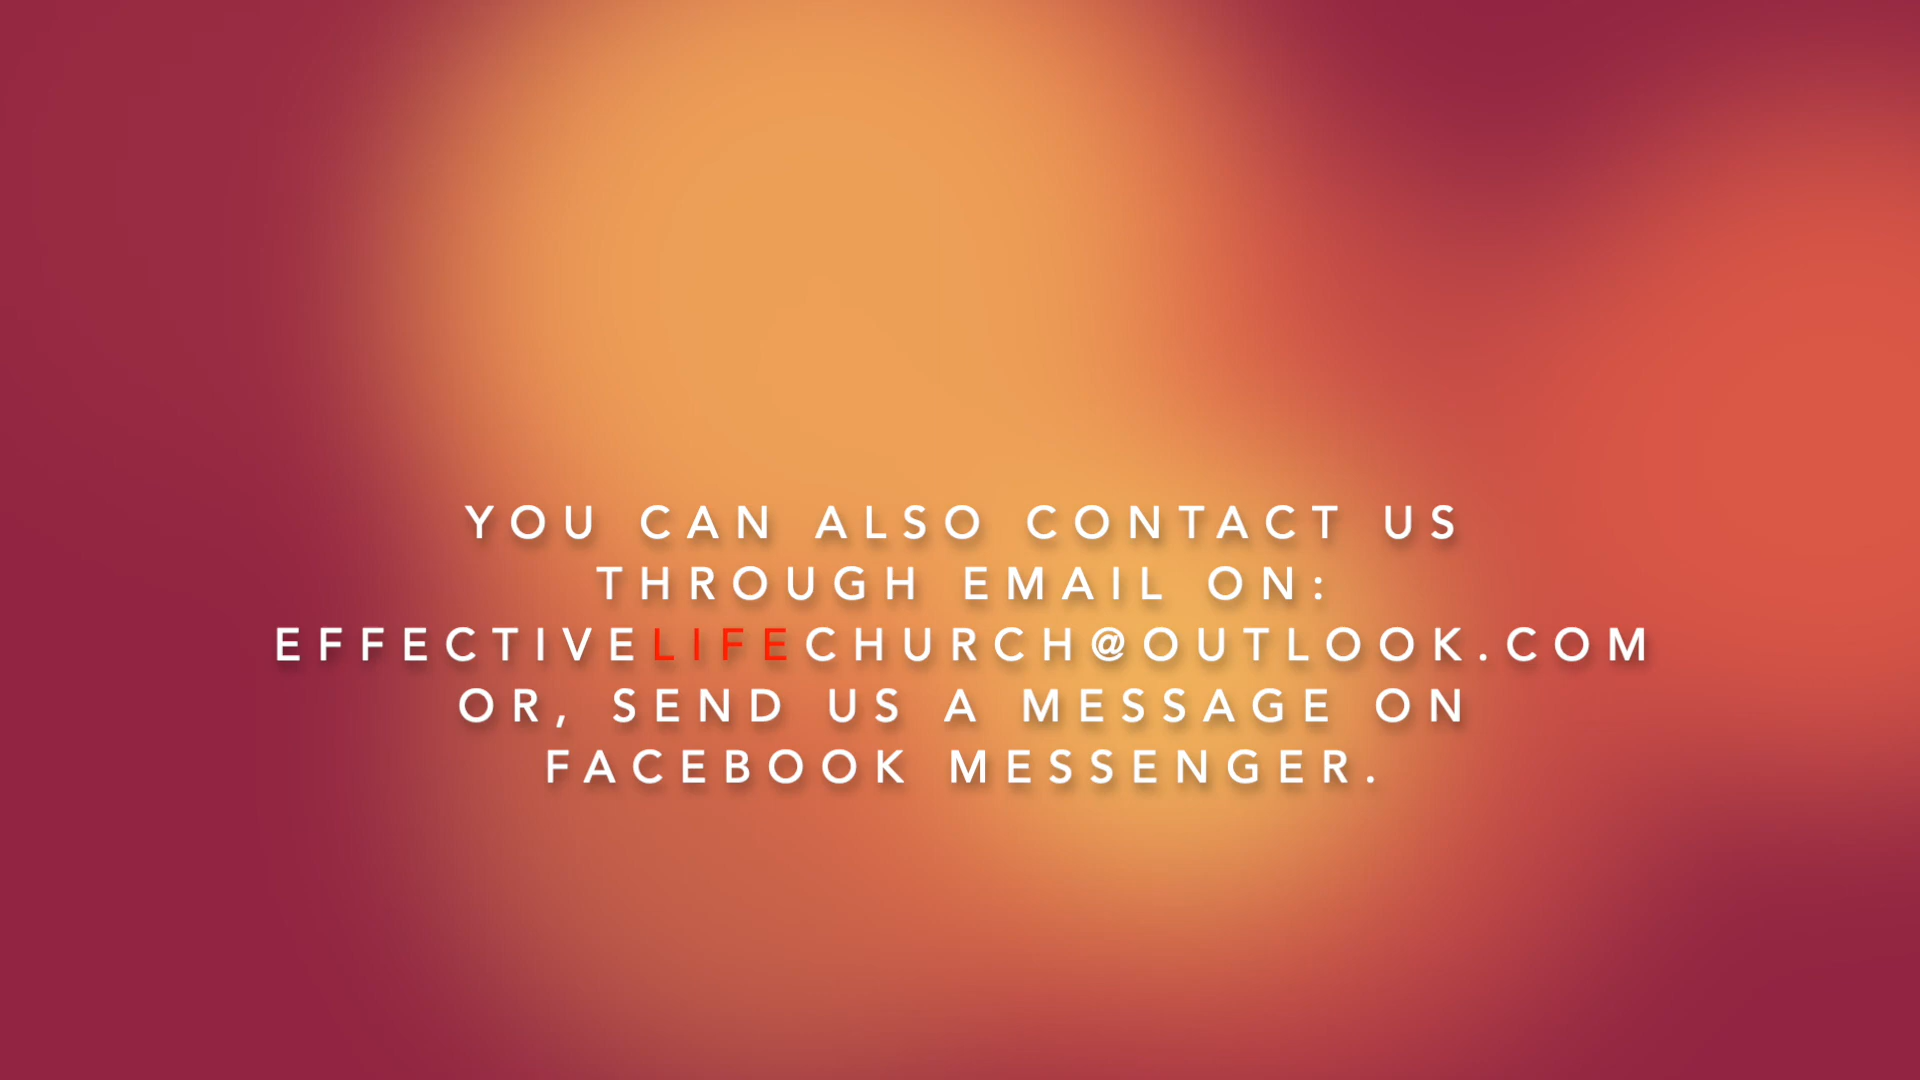 YOU CAN ALSO CONTACT US
THROUGH EMAIL ON:
EFFECTIVELIFECHURCH@OUTLOOK.COM
OR, SEND US A MESSAGE ON
FACEBOOK MESSENGER.